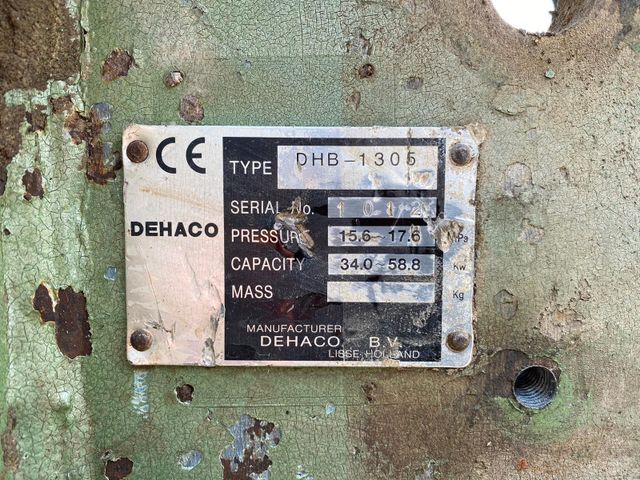 CE
TYPE DHB-1305
DEHACO
SERIAL No. 1012
PRESSURE 15.6~17.6 MPa
CAPACITY 34.0~58.8 Kw
MASS Kg
MANUFACTURER
DEHACO B.V.
LISSE, HOLLAND